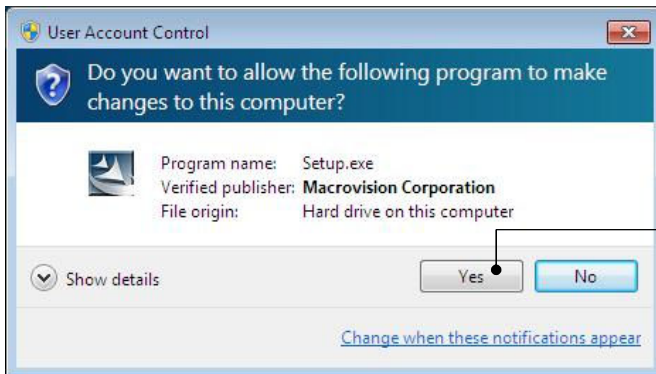 User Account Control
Do you want to allow the following program to make
changes to this computer?
Program name: Setup.exe
Verified publisher: Macrovision Corporation
File origin: Hard drive on this computer
Show details
Yes
No
Change when these notifications appear